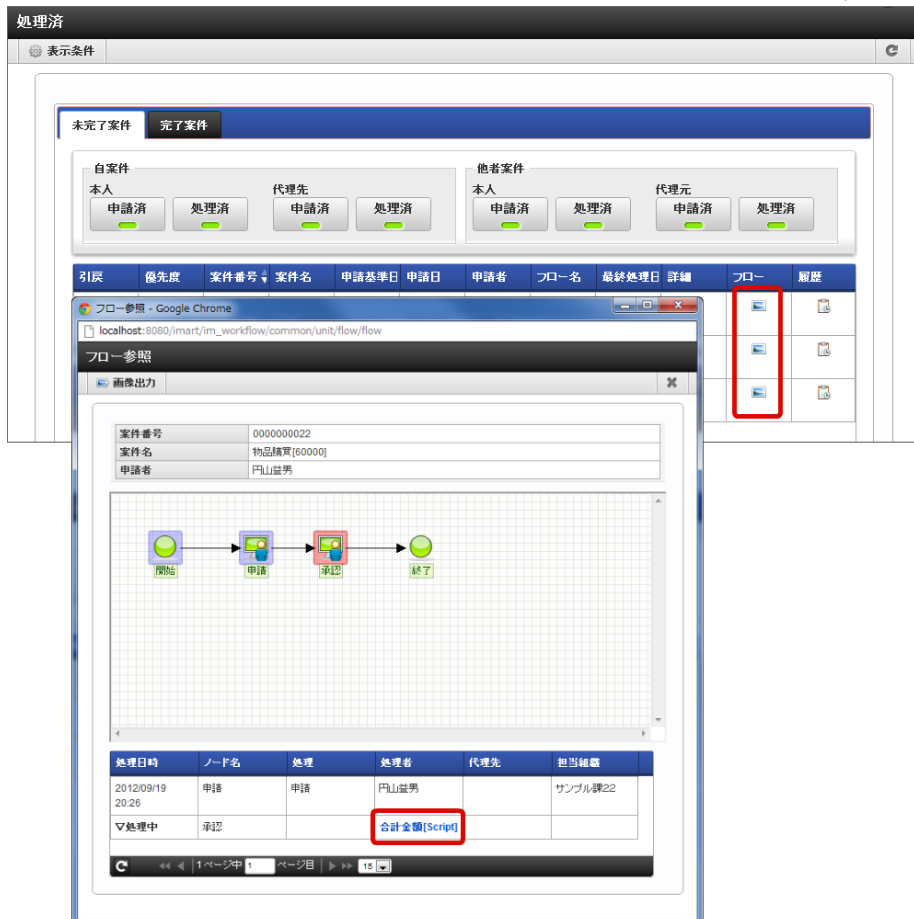 処理済
表示条件
未完了案件 完了案件
自案件 他者案件
本人 代理先 本人 代理元
申請済 処理済 申請済 処理済 申請済 処理済 申請済 処理済
引戻 優先度 案件番号 案件名 申請基準日 申請日 申請者 フロー名 最終処理日 詳細 フロー 履歴
フロー参照 - Google Chrome
localhost:8080/imart/im_workflow/common/unit/flow/flow
フロー参照
画像出力
案件番号 0000000022
案件名 物品購買[60000]
申請者 円山益男
開始 申請 承認 終了
処理日時 ノード名 処理 処理者 代理先 担当組織
2012/09/19 申請 申請 円山益男 サンプル課22
20:26
▽処理中 承認 合計金額[Script]
1 ページ中 1 ページ目 15